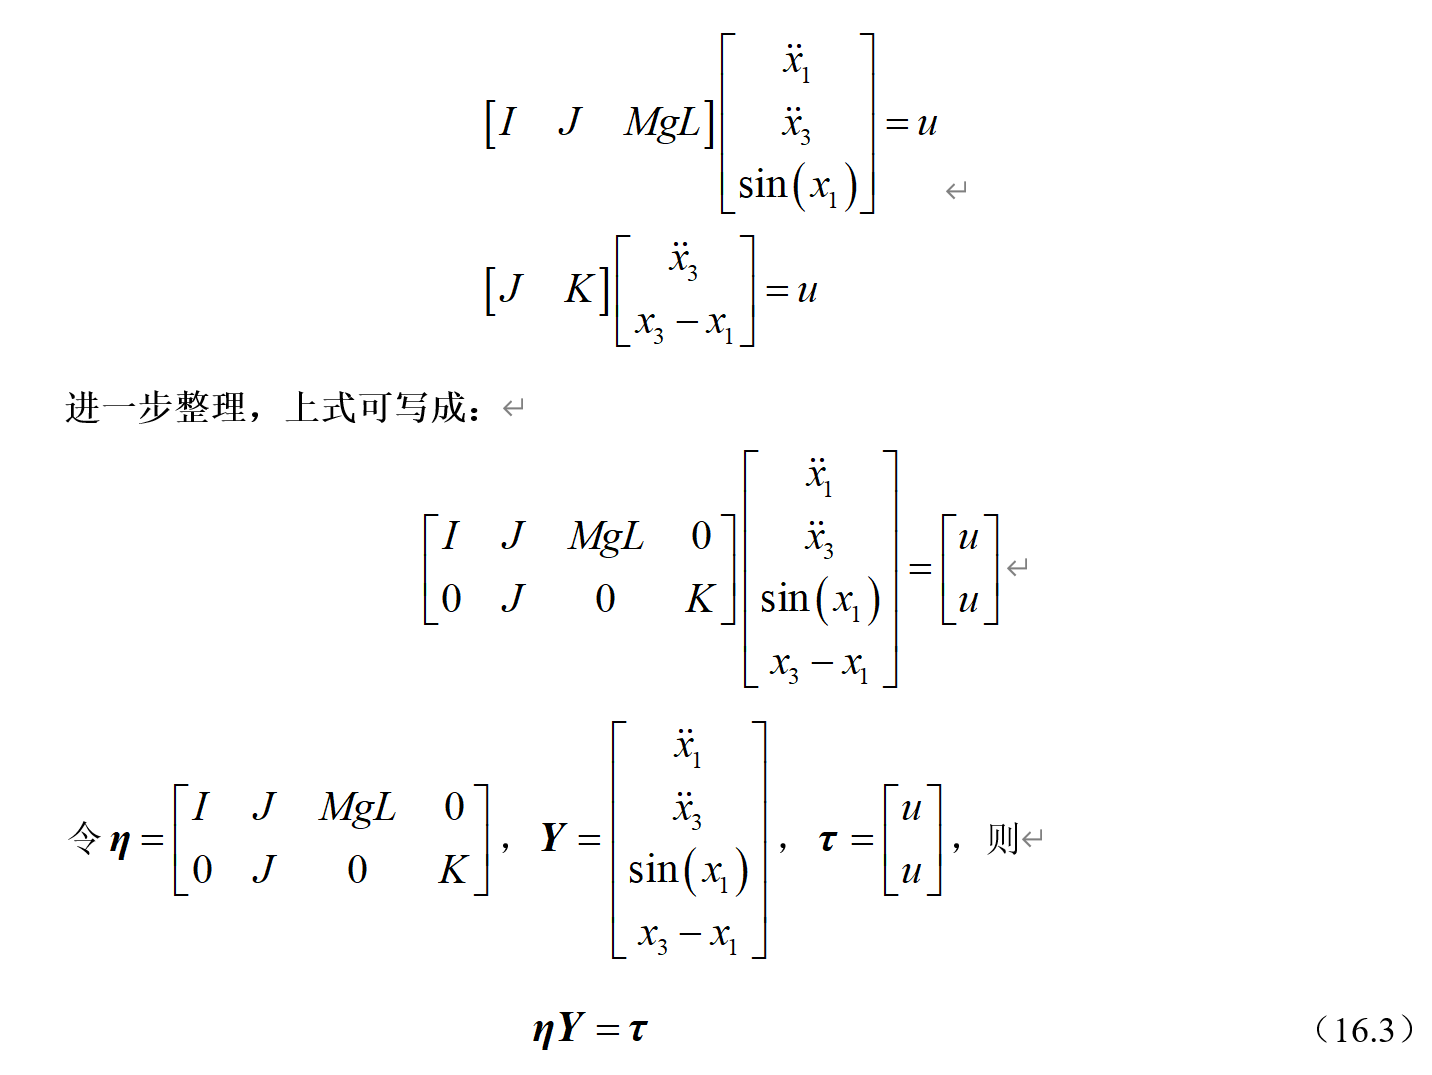 [I J MgL][ẍ₁; ẍ₃; sin(x₁)] = u ↵
[J K][ẍ₃; x₃ − x₁] = u
进一步整理，上式可写成：↵
[I J MgL 0; 0 J 0 K][ẍ₁; ẍ₃; sin(x₁); x₃ − x₁] = [u; u] ↵
令 η = [I J MgL 0; 0 J 0 K]，Y = [ẍ₁; ẍ₃; sin(x₁); x₃ − x₁]，τ = [u; u]，则↵
ηY = τ （16.3）